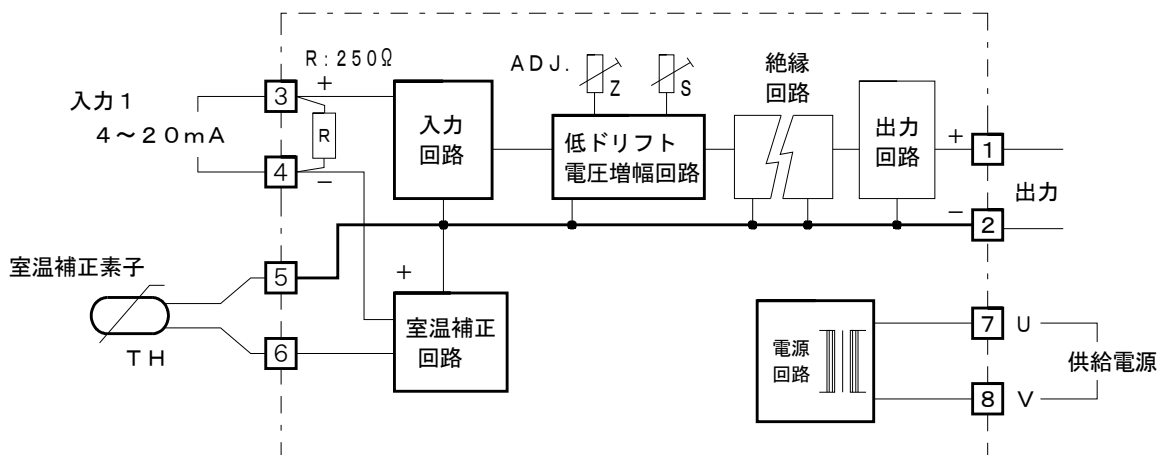 R：250Ω
ADJ．
Z
S
絶縁
回路
入力１
４～２０mA
3
＋
R
4
－
入力
回路
低ドリフト
電圧増幅回路
出力
回路
＋
1
出力
－
2
室温補正素子
TH
5
6
＋
室温補正
回路
電源
回路
7
U
供給電源
8
V